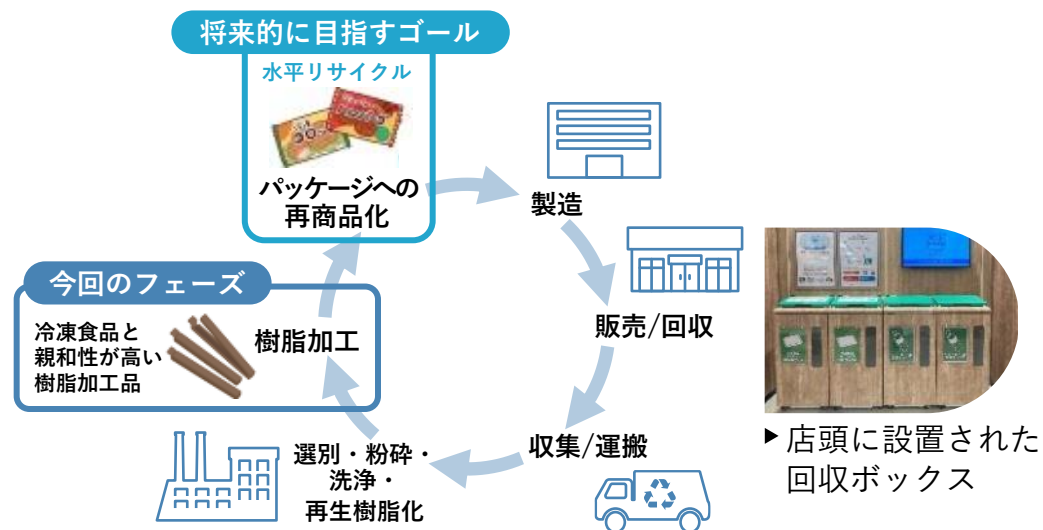 将来的に目指すゴール
水平リサイクル
パッケージへの
再商品化
製造
販売/回収
収集/運搬
選別・粉砕・
洗浄・
再生樹脂化
今回のフェーズ
冷凍食品と
親和性が高い
樹脂加工品
樹脂加工
▶店頭に設置された
回収ボックス